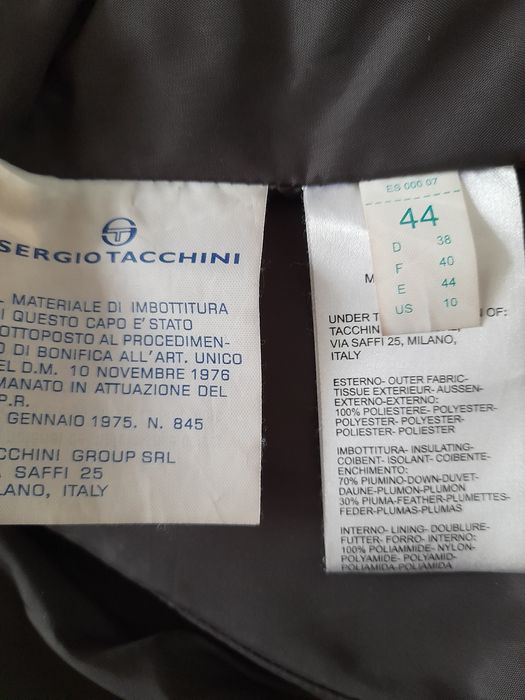 SERGIO TACCHINI
MATERIALE DI IMBOTTITURA
QUESTO CAPO E'STATO
OTTOPOSTO AL PROCEDIMEN-
DI BONIFICA ALL'ART. UNICO
D.M. 10 NOVEMBRE 1976
MANATO IN ATTUAZIONE DEL
P.R.
GENNAIO 1975. N. 845
CCHINI GROUP SRL
SAFFI 25
LANO, ITALY
ES 000 07
44
D 38
F 40
E 44
US 10
M
UNDER T OF:
TACCHIN
VIA SAFFI 25, MILANO,
ITALY
ESTERNO- OUTER FABRIC-
TISSUE EXTERIEUR- AUSSEN-
EXTERNO-EXTERNO:
100% POLIESTERE- POLYESTER-
POLYESTER- POLYESTER-
POLIESTER-POLIESTER
IMBOTTITURA- INSULATING-
COIBENT- ISOLANT- COIBENTE-
ENCHIMENTO:
70% PIUMINO-DOWN-DUVET-
DAUNE-PLUMON-PLUMON
30% PIUMA-FEATHER-PLUMETTES-
FEDER-PLUMAS-PLUMAS
INTERNO- LINING- DOUBLURE-
FUTTER- FORRO- INTERNO:
100% POLIAMMIDE- NYLON-
POLYAMIDE- POLYAMID-
POLIAMIDA-POLIAMIDA